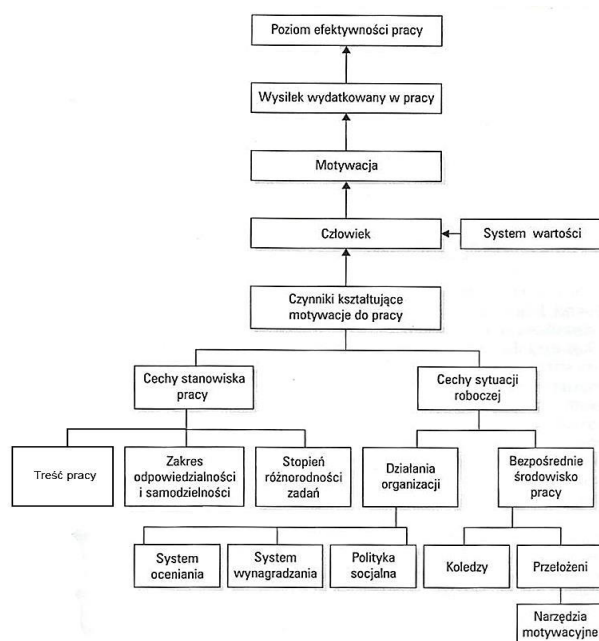 Poziom efektywności pracy
Wysiłek wydatkowany w pracy
Motywacja
Człowiek
System wartości
Czynniki kształtujące
motywacje do pracy
Cechy stanowiska
pracy
Cechy sytuacji
roboczej
Treść pracy
Zakres
odpowiedzialności
i samodzielności
Stopień
różnorodności
zadań
Działania
organizacji
Bezpośrednie
środowisko
pracy
System
oceniania
System
wynagradzania
Polityka
socjalna
Koledzy
Przełożeni
Narzędzia
motywacyjne